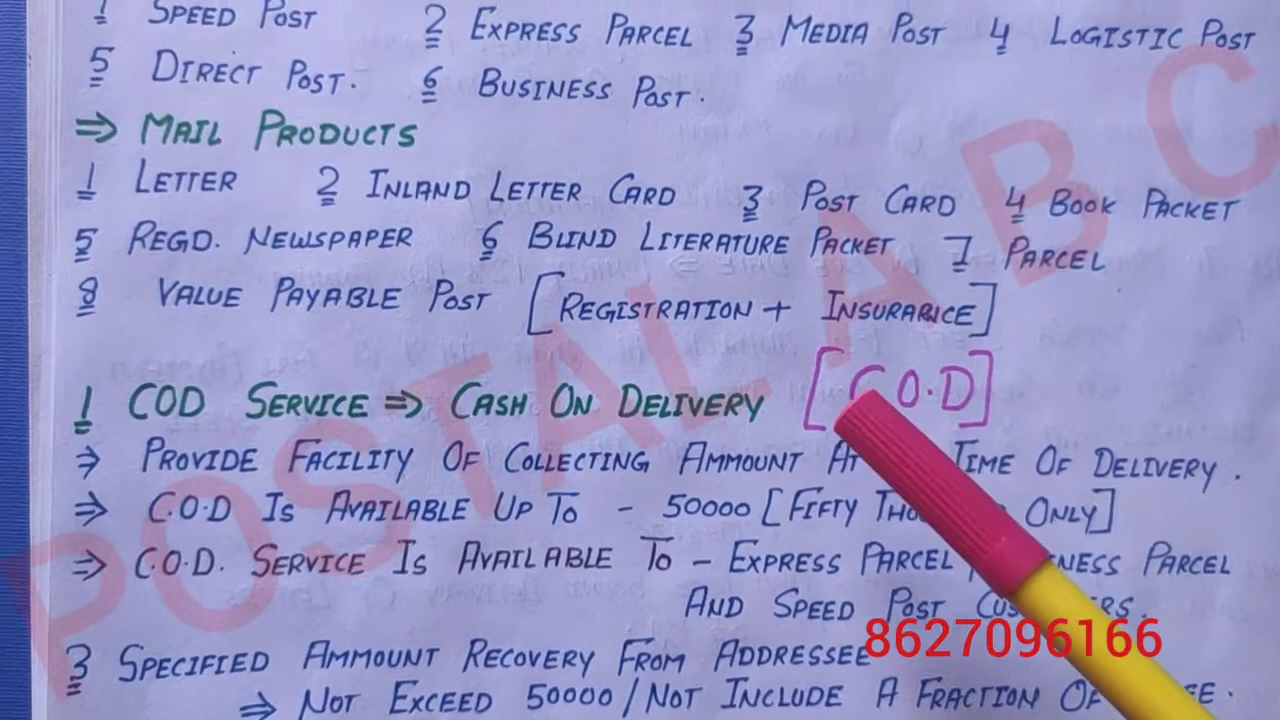 1 SPEED POST 2 EXPRESS PARCEL 3 MEDIA POST 4 LOGISTIC POST
5 DIRECT POST. 6 BUSINESS POST.
⇒ MAIL PRODUCTS
1 LETTER 2 INLAND LETTER CARD 3 POST CARD 4 BOOK PACKET
5 REGD. NEWSPAPER 6 BLIND LITERATURE PACKET 7 PARCEL
8 VALUE PAYABLE POST [REGISTRATION + INSURANCE]
1 COD SERVICE ⇒ CASH ON DELIVERY [C.O.D]
⇒ PROVIDE FACILITY OF COLLECTING AMMOUNT AT TIME OF DELIVERY.
⇒ C.O.D IS AVAILABLE UP TO - 50000 [FIFTY ONLY]
⇒ C.O.D. SERVICE IS AVAILABLE TO - EXPRESS PARCEL PARCEL
AND SPEED POST
8627096166
3 SPECIFIED AMMOUNT RECOVERY FROM ADDRESSEE
⇒ NOT EXCEED 50000 / NOT INCLUDE A FRACTION OF
POSTAL ABC